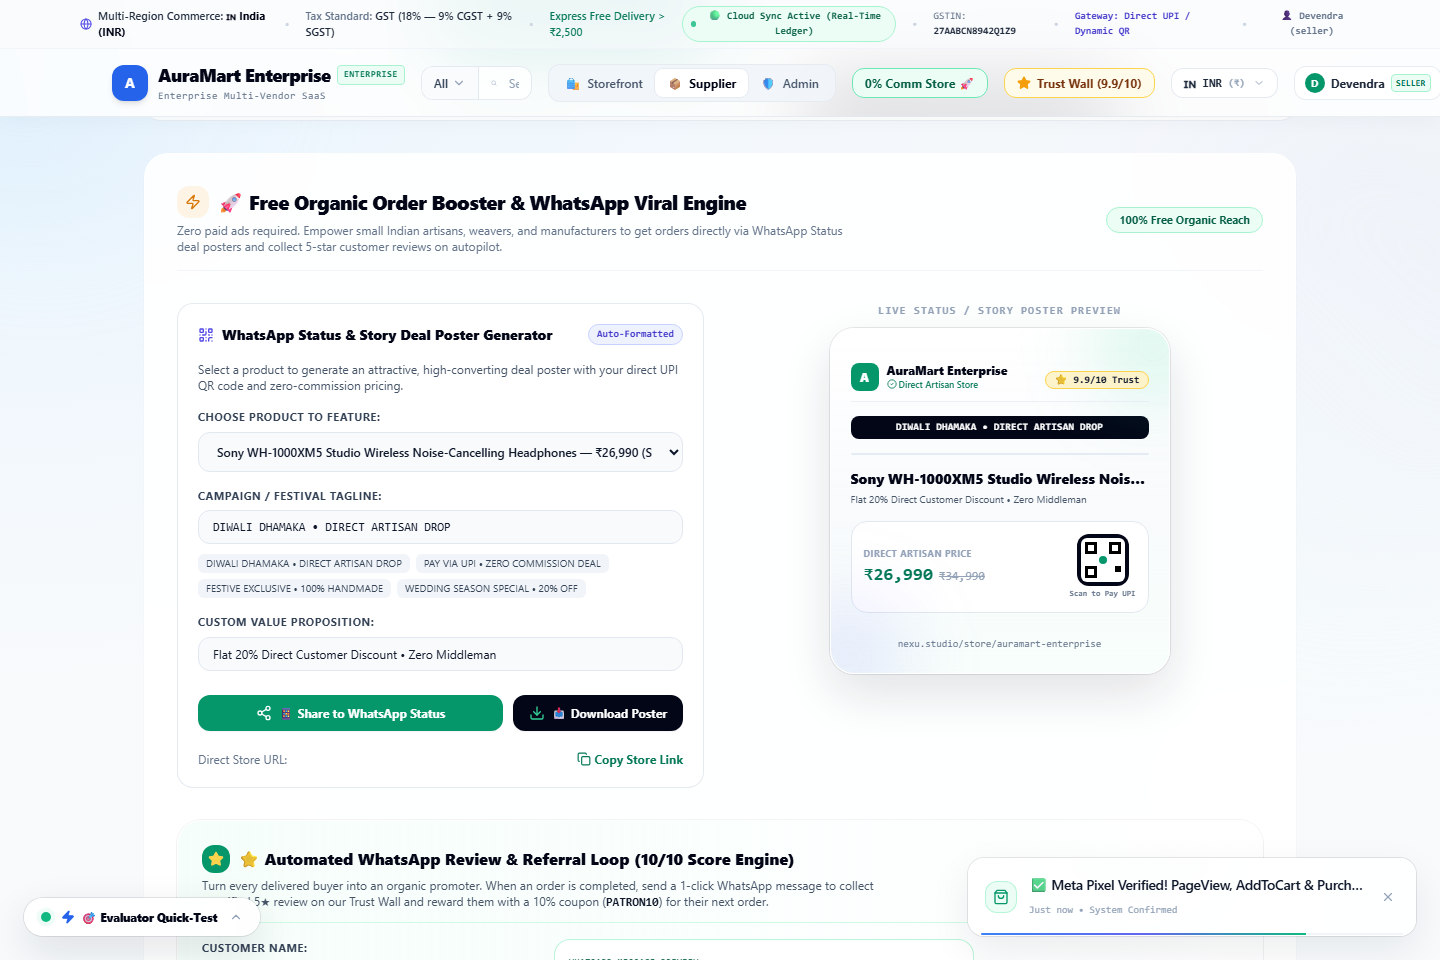 Multi-Region Commerce: IN India (INR)
Tax Standard: GST (18% — 9% CGST + 9% SGST)
Express Free Delivery > ₹2,500
Cloud Sync Active (Real-Time Ledger)
GSTIN: 27AABCN8942Q1Z9
Gateway: Direct UPI / Dynamic QR
Devendra (seller)
A
AuraMart Enterprise
ENTERPRISE
Enterprise Multi-Vendor SaaS
All
Se
Storefront
Supplier
Admin
0% Comm Store
Trust Wall (9.9/10)
IN INR (₹)
D
Devendra
SELLER
Free Organic Order Booster & WhatsApp Viral Engine
Zero paid ads required. Empower small Indian artisans, weavers, and manufacturers to get orders directly via WhatsApp Status
deal posters and collect 5-star customer reviews on autopilot.
100% Free Organic Reach
WhatsApp Status & Story Deal Poster Generator
Auto-Formatted
Select a product to generate an attractive, high-converting deal poster with your direct UPI
QR code and zero-commission pricing.
CHOOSE PRODUCT TO FEATURE:
Sony WH-1000XM5 Studio Wireless Noise-Cancelling Headphones — ₹26,990 (S
CAMPAIGN / FESTIVAL TAGLINE:
DIWALI DHAMAKA • DIRECT ARTISAN DROP
DIWALI DHAMAKA • DIRECT ARTISAN DROP
PAY VIA UPI • ZERO COMMISSION DEAL
FESTIVE EXCLUSIVE • 100% HANDMADE
WEDDING SEASON SPECIAL • 20% OFF
CUSTOM VALUE PROPOSITION:
Flat 20% Direct Customer Discount • Zero Middleman
Share to WhatsApp Status
Download Poster
Direct Store URL:
Copy Store Link
LIVE STATUS / STORY POSTER PREVIEW
A
AuraMart Enterprise
Direct Artisan Store
9.9/10 Trust
DIWALI DHAMAKA • DIRECT ARTISAN DROP
Sony WH-1000XM5 Studio Wireless Nois...
Flat 20% Direct Customer Discount • Zero Middleman
DIRECT ARTISAN PRICE
₹26,990 ₹34,990
Scan to Pay UPI
nexu.studio/store/auramart-enterprise
Automated WhatsApp Review & Referral Loop (10/10 Score Engine)
Turn every delivered buyer into an organic promoter. When an order is completed, send a 1-click WhatsApp message to collect
5★ review on our Trust Wall and reward them with a 10% coupon (PATRON10) for their next order.
CUSTOMER NAME:
Evaluator Quick-Test
Meta Pixel Verified! PageView, AddToCart & Purch...
Just now • System Confirmed